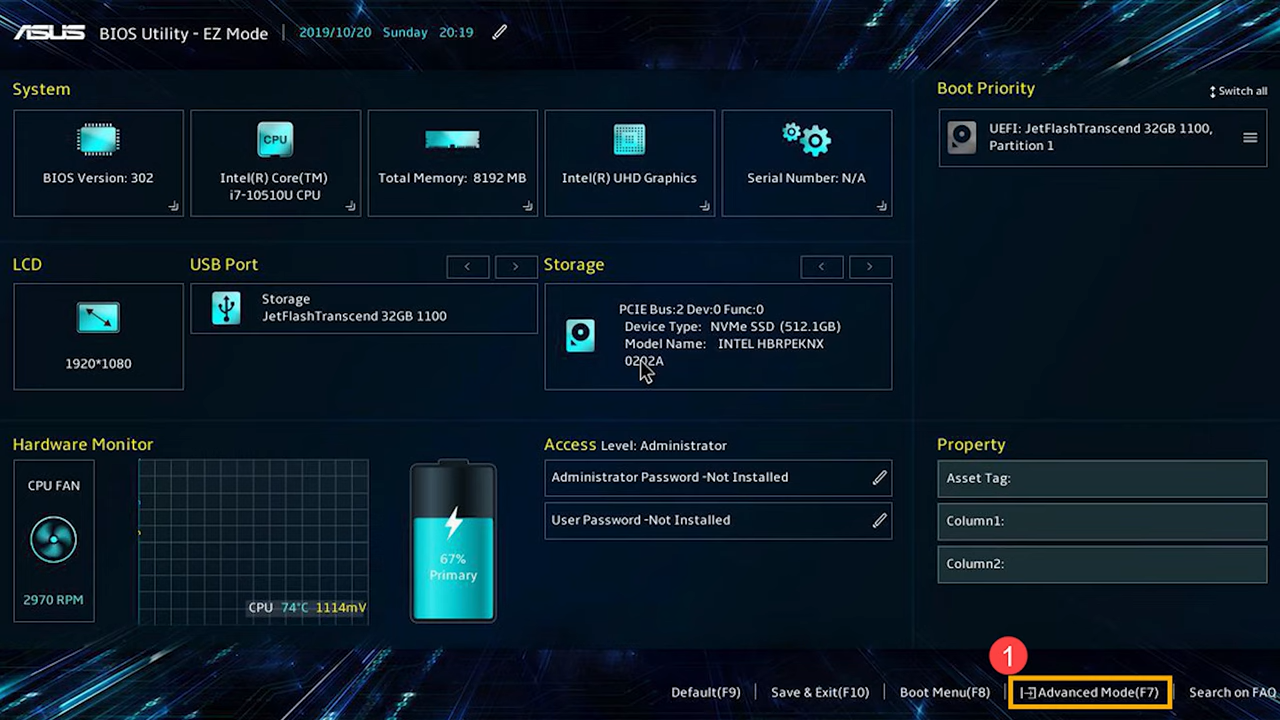 ASUS BIOS Utility - EZ Mode 2019/10/20 Sunday 20:19
System
BIOS Version: 302
Intel(R) Core(TM)
i7-10510U CPU
CPU
Total Memory: 8192 MB
Intel(R) UHD Graphics
Serial Number: N/A
Boot Priority
Switch all
UEFI: JetFlashTranscend 32GB 1100,
Partition 1
LCD
1920*1080
USB Port
< >
Storage
JetFlashTranscend 32GB 1100
Storage
< >
PCIE Bus:2 Dev:0 Func:0
Device Type: NVMe SSD (512.1GB)
Model Name: INTEL HBRPEKNX
0202A
Hardware Monitor
CPU FAN
2970 RPM
CPU 74°C 1114mV
67%
Primary
Access Level: Administrator
Administrator Password -Not Installed
User Password -Not Installed
Property
Asset Tag:
Column1:
Column2:
1
Default(F9) | Save & Exit(F10) | Boot Menu(F8) | Advanced Mode(F7) | Search on FAQ